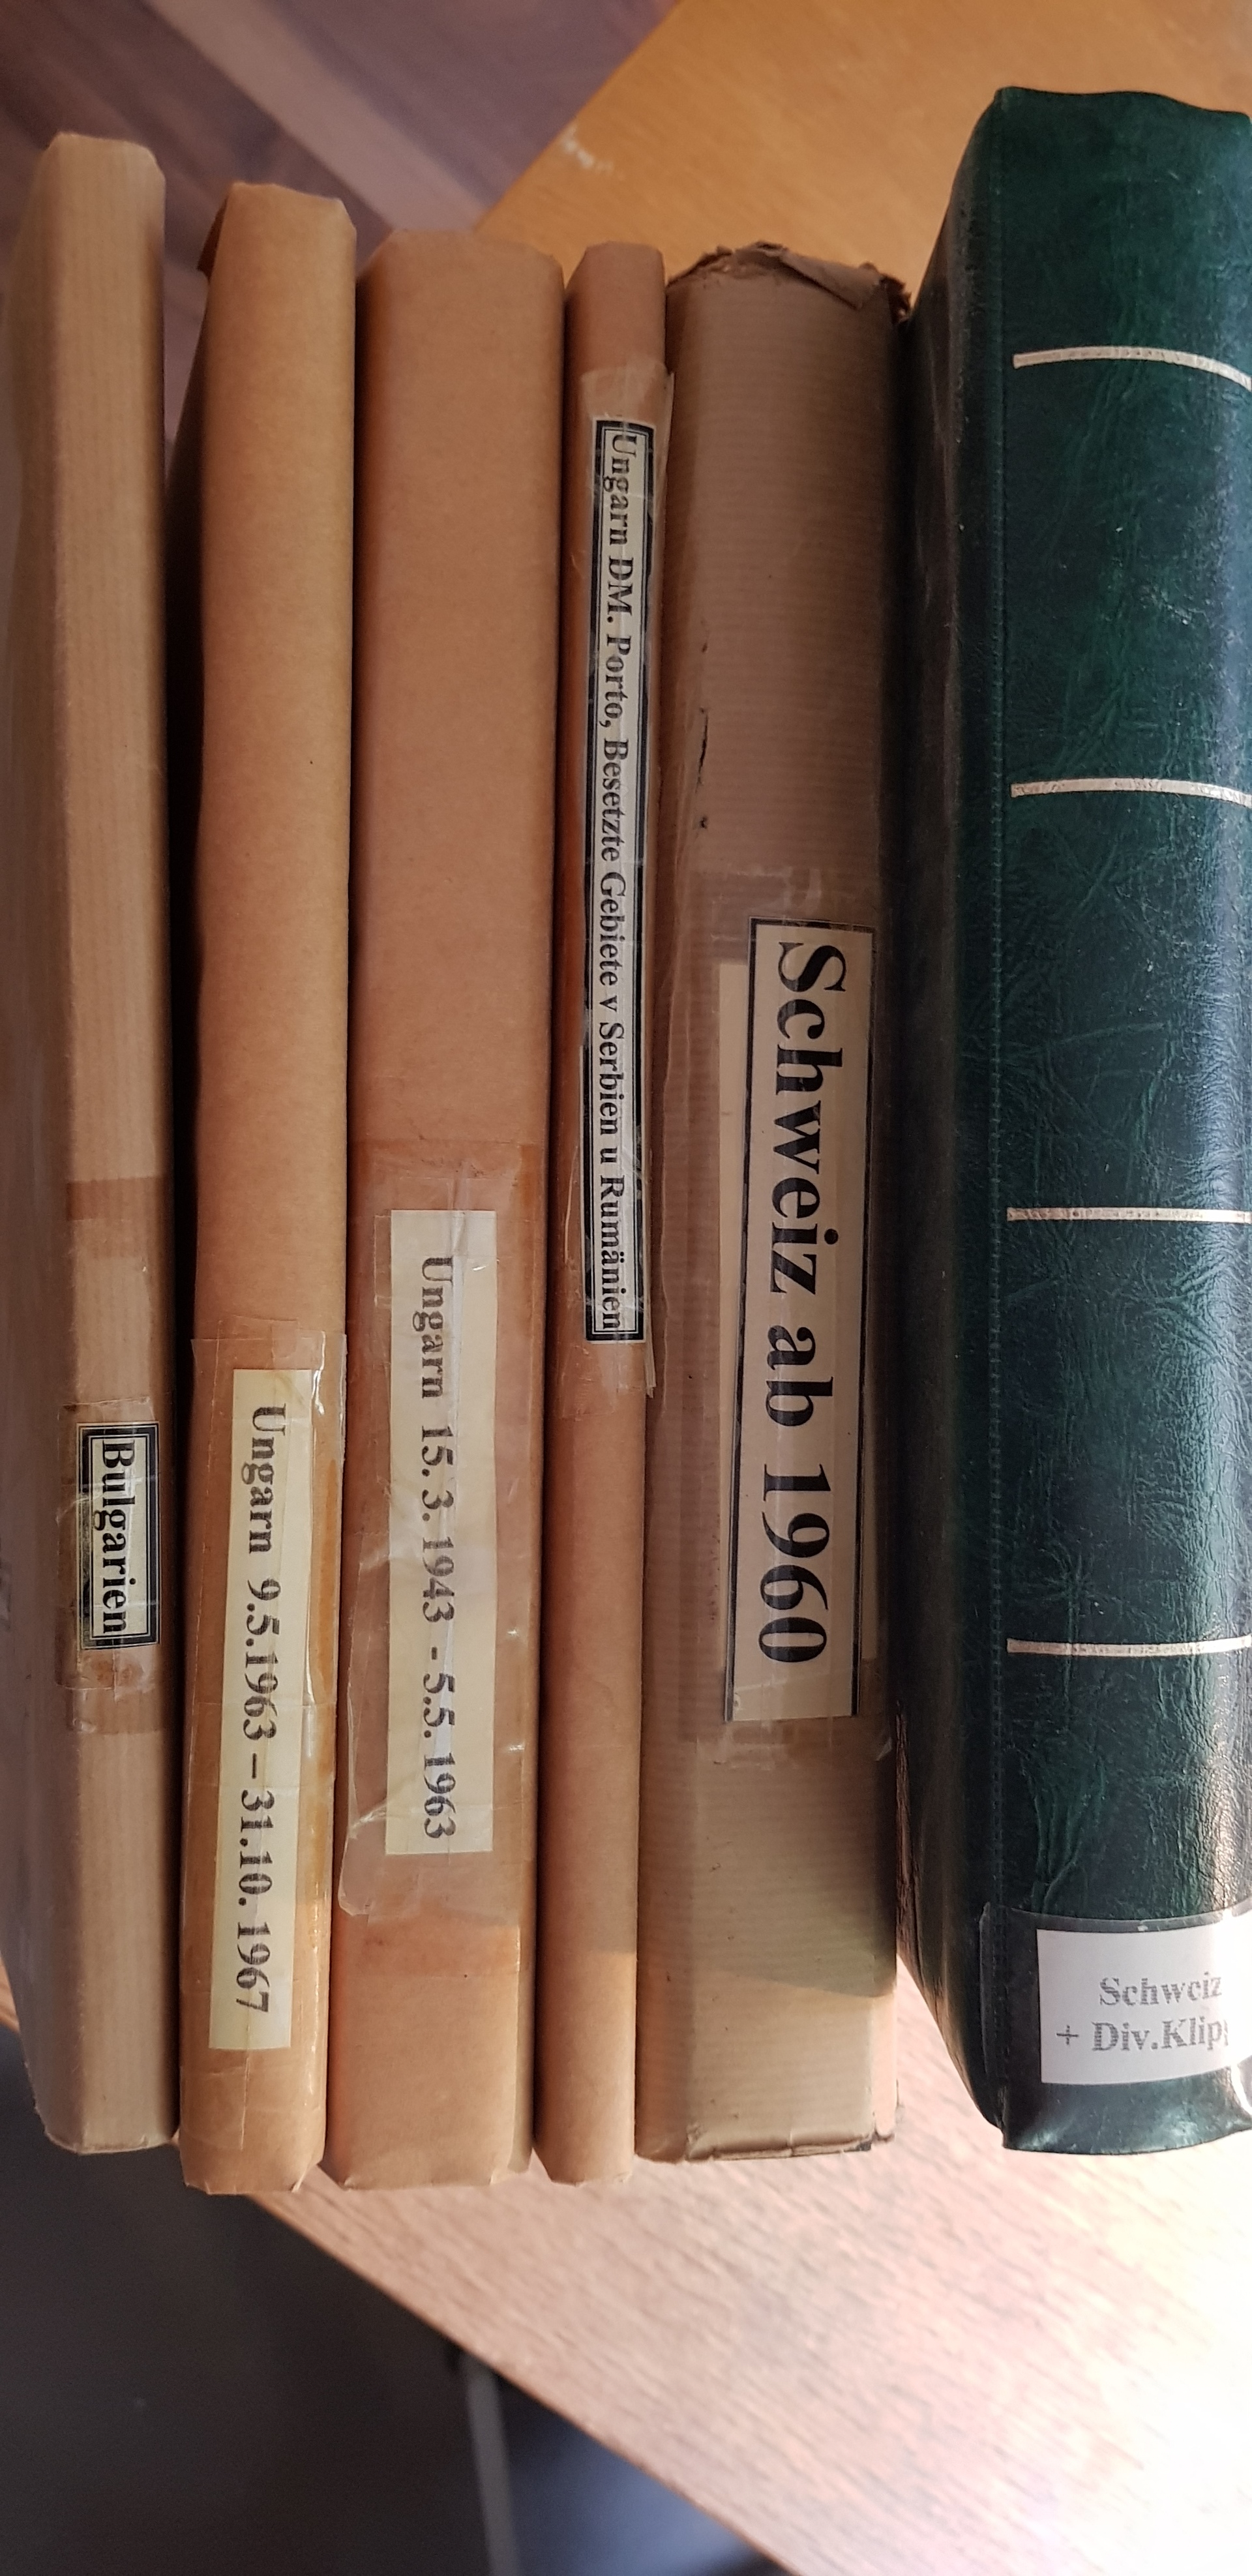 Bulgarien
Ungarn 9.5.1963 – 31.10. 1967
Ungarn 15. 3. 1943 - 5.5. 1963
Ungarn DM. Porto, Besetzte Gebiete v Serbien u Rumänien
Schweiz ab 1960
Schweiz
+ Div.Klip